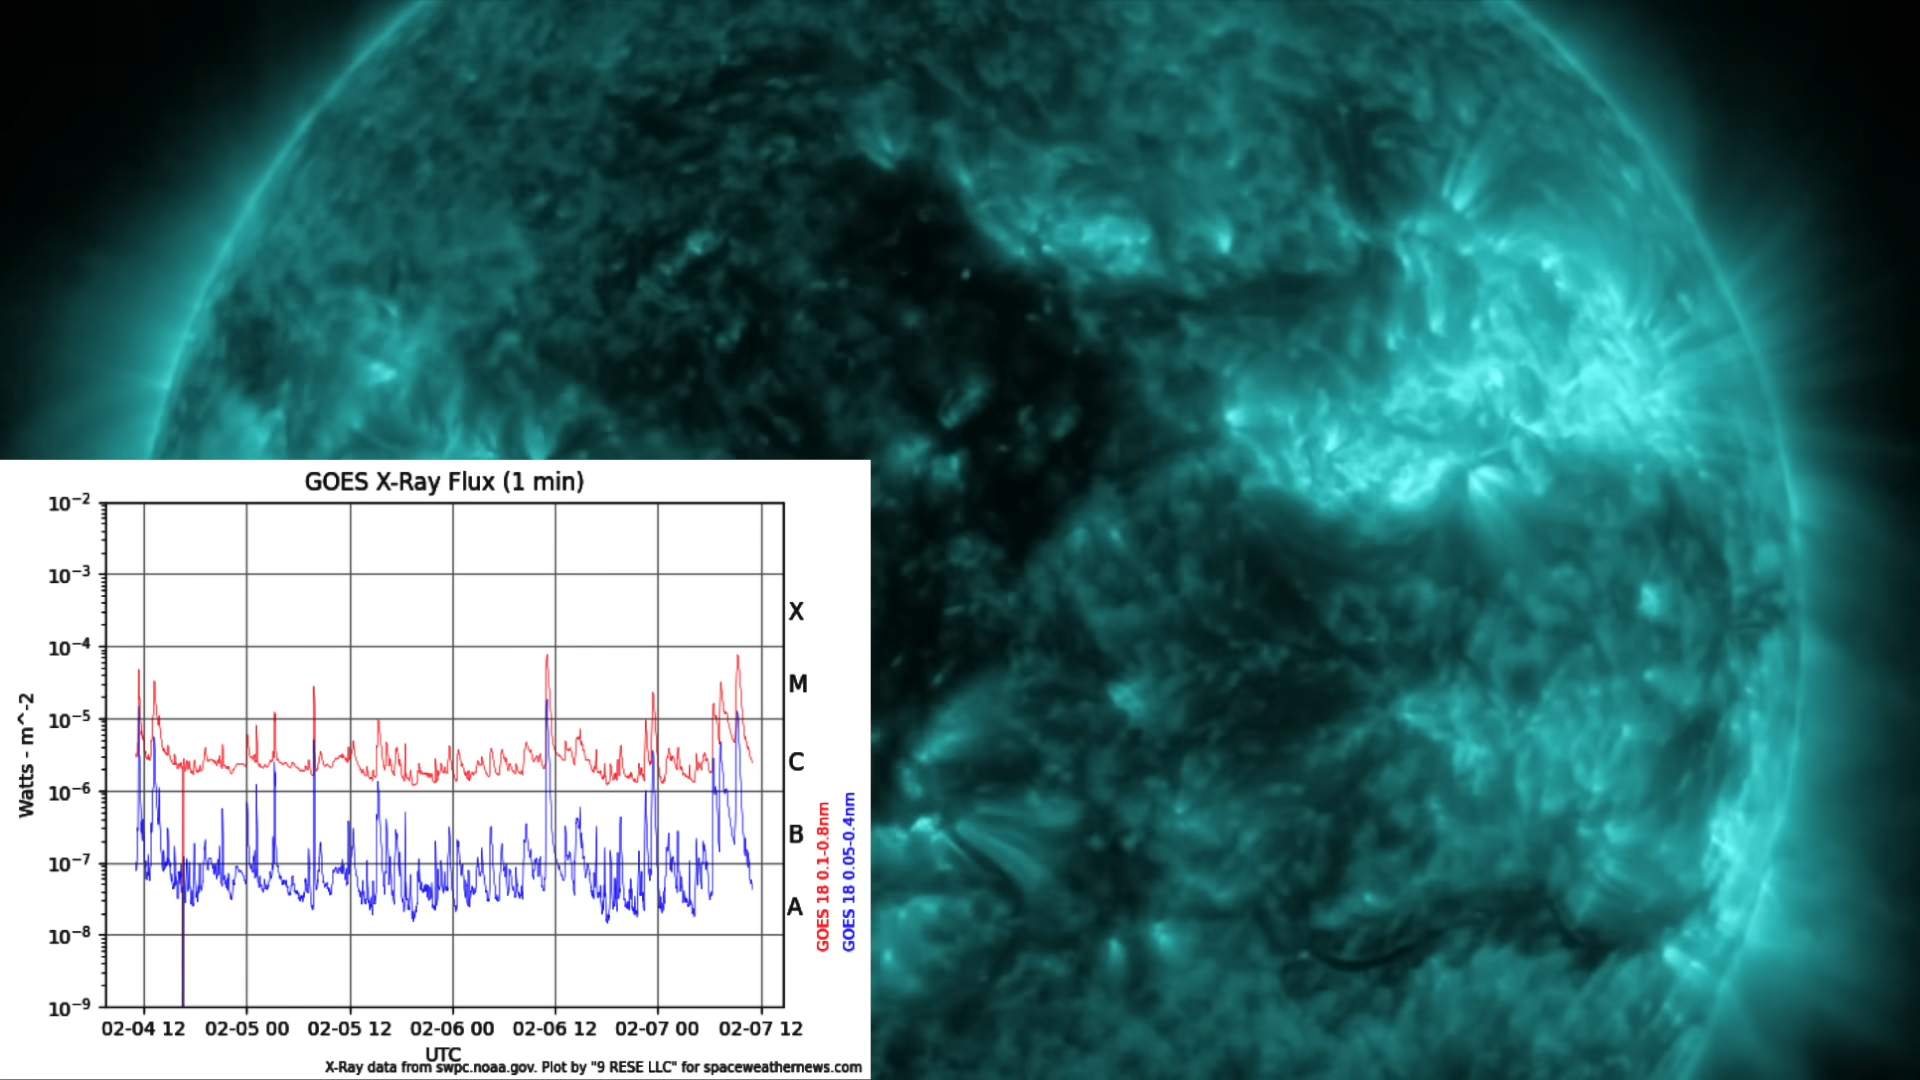 GOES X-Ray Flux (1 min)
10^-2
10^-3
10^-4
10^-5
10^-6
10^-7
10^-8
10^-9
Watts - m^-2
X
M
C
B
A
GOES 18 0.1-0.8nm
GOES 18 0.05-0.4nm
02-04 12 02-05 00 02-05 12 02-06 00 02-06 12 02-07 00 02-07 12
UTC
X-Ray data from swpc.noaa.gov. Plot by "9 RESE LLC" for spaceweathernews.com